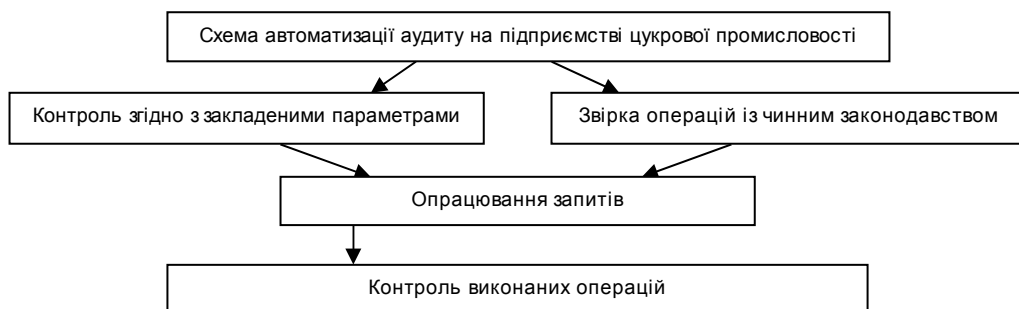 Схема автоматизації аудиту на підприємстві цукрової промисловості
Контроль згідно з закладеними параметрами
Звірка операцій із чинним законодавством
Опрацювання запитів
Контроль виконаних операцій